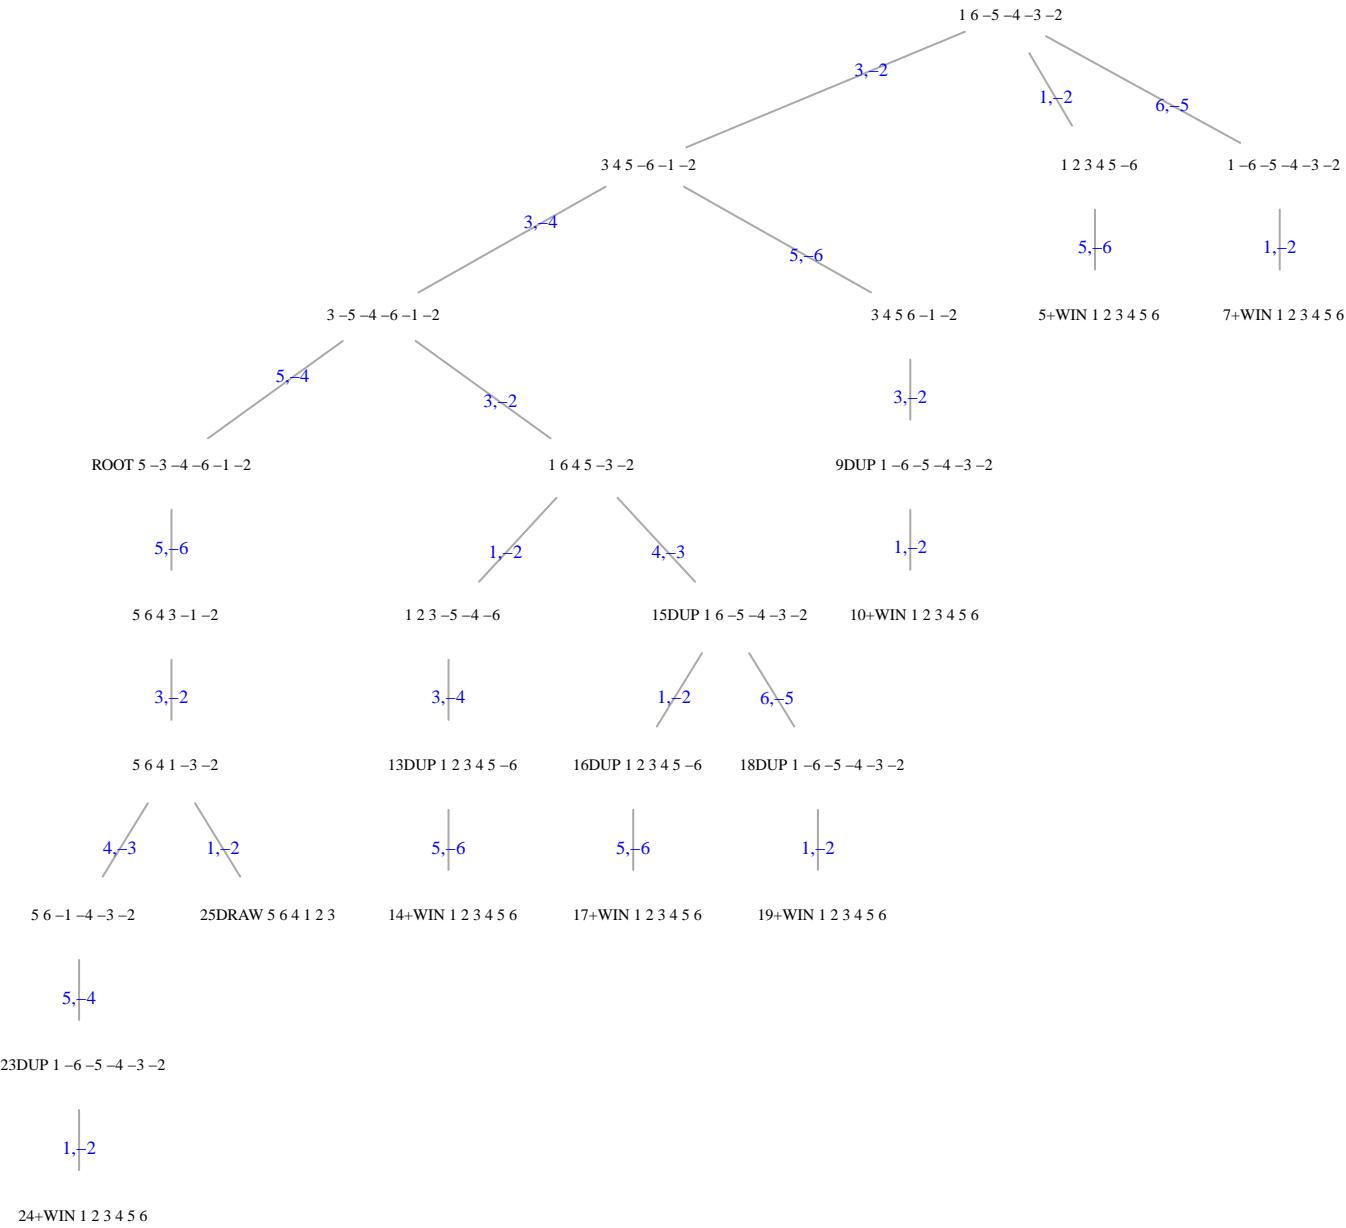 1 6 –5 –4 –3 –2
3,–2
1,–2
6,–5
3 4 5 –6 –1 –2
1 2 3 4 5 –6
1 –6 –5 –4 –3 –2
3,–4
5,–6
5,–6
1,–2
3 –5 –4 –6 –1 –2
3 4 5 6 –1 –2
5+WIN 1 2 3 4 5 6
7+WIN 1 2 3 4 5 6
5,–4
3,–2
3,–2
ROOT 5 –3 –4 –6 –1 –2
1 6 4 5 –3 –2
9DUP 1 –6 –5 –4 –3 –2
5,–6
1,–2
4,–3
1,–2
5 6 4 3 –1 –2
1 2 3 –5 –4 –6
15DUP 1 6 –5 –4 –3 –2
10+WIN 1 2 3 4 5 6
3,–2
3,–4
1,–2
6,–5
5 6 4 1 –3 –2
13DUP 1 2 3 4 5 –6
16DUP 1 2 3 4 5 –6
18DUP 1 –6 –5 –4 –3 –2
4,–3
1,–2
5,–6
5,–6
1,–2
5 6 –1 –4 –3 –2
25DRAW 5 6 4 1 2 3
14+WIN 1 2 3 4 5 6
17+WIN 1 2 3 4 5 6
19+WIN 1 2 3 4 5 6
5,–4
23DUP 1 –6 –5 –4 –3 –2
1,–2
24+WIN 1 2 3 4 5 6